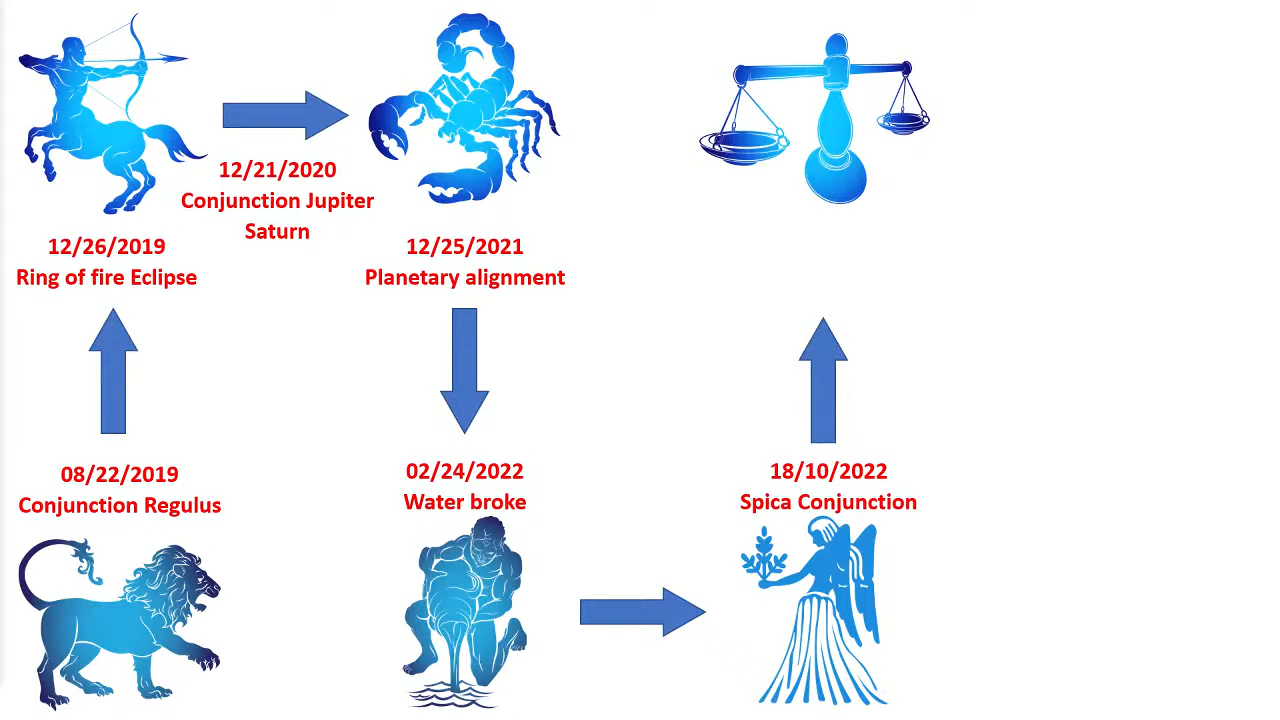 12/21/2020
Conjunction Jupiter
Saturn
12/26/2019
Ring of fire Eclipse
12/25/2021
Planetary alignment
08/22/2019
Conjunction Regulus
02/24/2022
Water broke
18/10/2022
Spica Conjunction